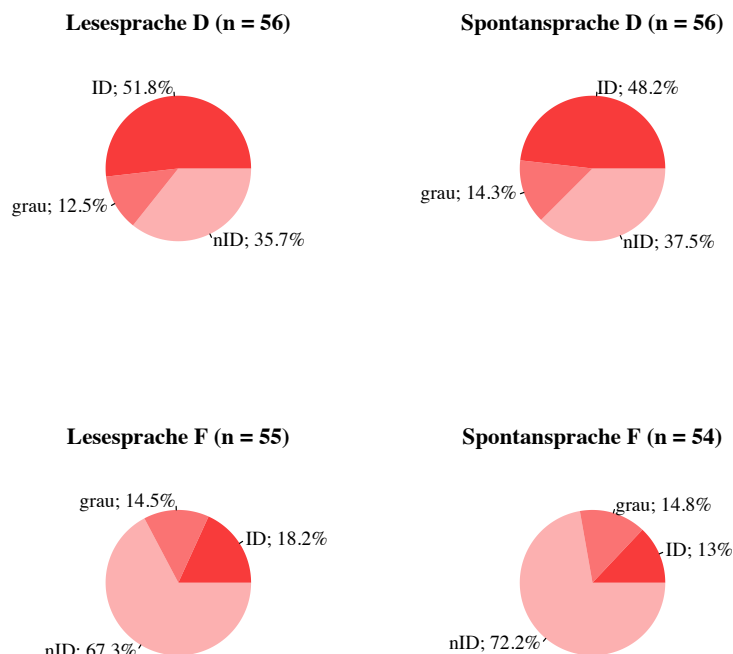 Lesesprache D (n = 56)
ID; 51.8%
grau; 12.5%
nID; 35.7%
Spontansprache D (n = 56)
ID; 48.2%
grau; 14.3%
nID; 37.5%
Lesesprache F (n = 55)
grau; 14.5%
ID; 18.2%
nID; 67.3%
Spontansprache F (n = 54)
grau; 14.8%
ID; 13%
nID; 72.2%